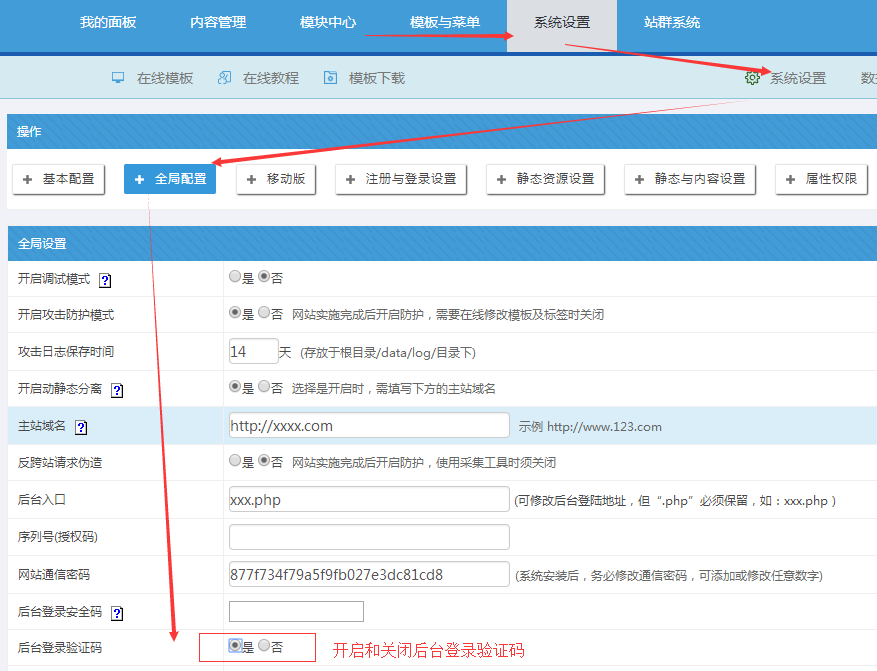 我的面板 内容管理 模块中心 模板与菜单 系统设置 站群系统
在线模板 在线教程 模板下载 系统设置
操作
+ 基本配置 + 全局配置 + 移动版 + 注册与登录设置 + 静态资源设置 + 静态与内容设置 + 属性权限
全局设置
开启调试模式 ? 是 否
开启攻击防护模式 是 否 网站实施完成后开启防护，需要在线修改模板及标签时关闭
攻击日志保存时间 14 天 (存放于根目录/data/log/目录下)
开启动静态分离 ? 是 否 选择是开启时，需填写下方的主站域名
主站域名 ? http://xxxx.com 示例 http://www.123.com
反跨站请求伪造 是 否 网站实施完成后开启防护，使用采集工具时须关闭
后台入口 xxx.php (可修改后台登陆地址，但“.php”必须保留，如：xxx.php )
序列号(授权码)
网站通信密码 877f734f79a5f9fb027e3dc81cd8 (系统安装后，务必修改通信密码，可添加或修改任意数字)
后台登录安全码 ?
后台登录验证码 是 否 开启和关闭后台登录验证码